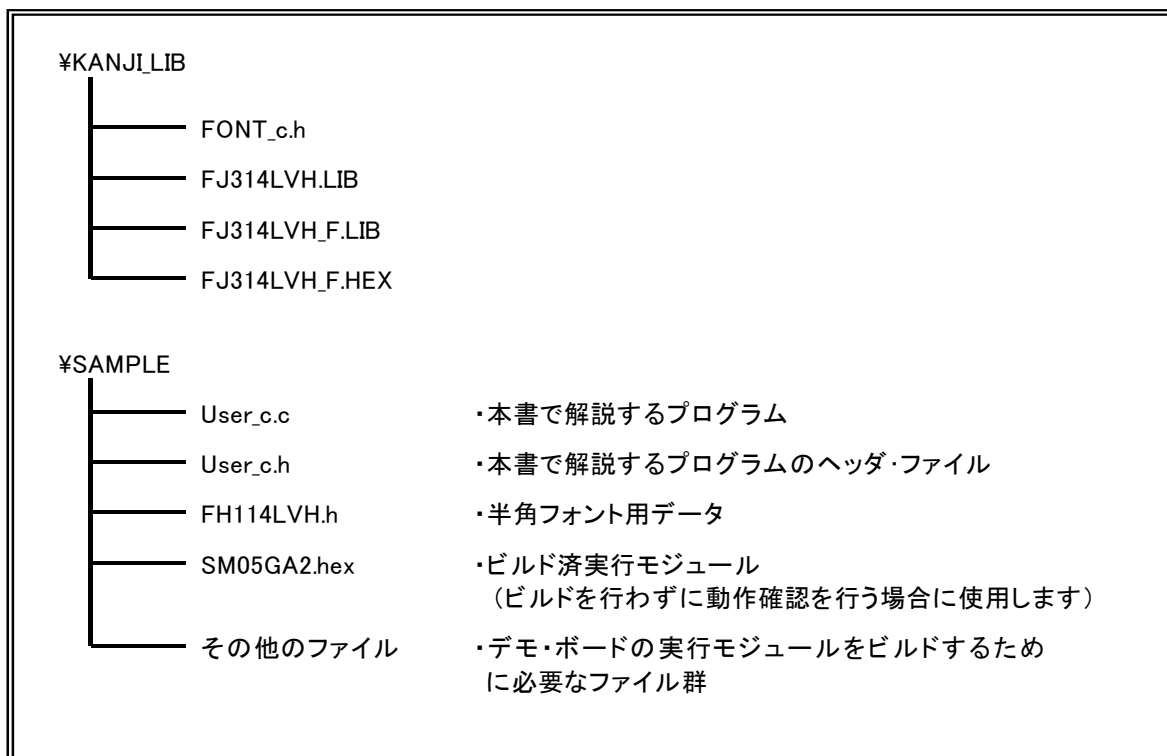 ¥KANJI_LIB
FONT_c.h
FJ314LVH.LIB
FJ314LVH_F.LIB
FJ314LVH_F.HEX
¥SAMPLE
User_c.c ・本書で解説するプログラム
User_c.h ・本書で解説するプログラムのヘッダ・ファイル
FH114LVH.h ・半角フォント用データ
SM05GA2.hex ・ビルド済実行モジュール
（ビルドを行わずに動作確認を行う場合に使用します）
その他のファイル ・デモ・ボードの実行モジュールをビルドするため
に必要なファイル群